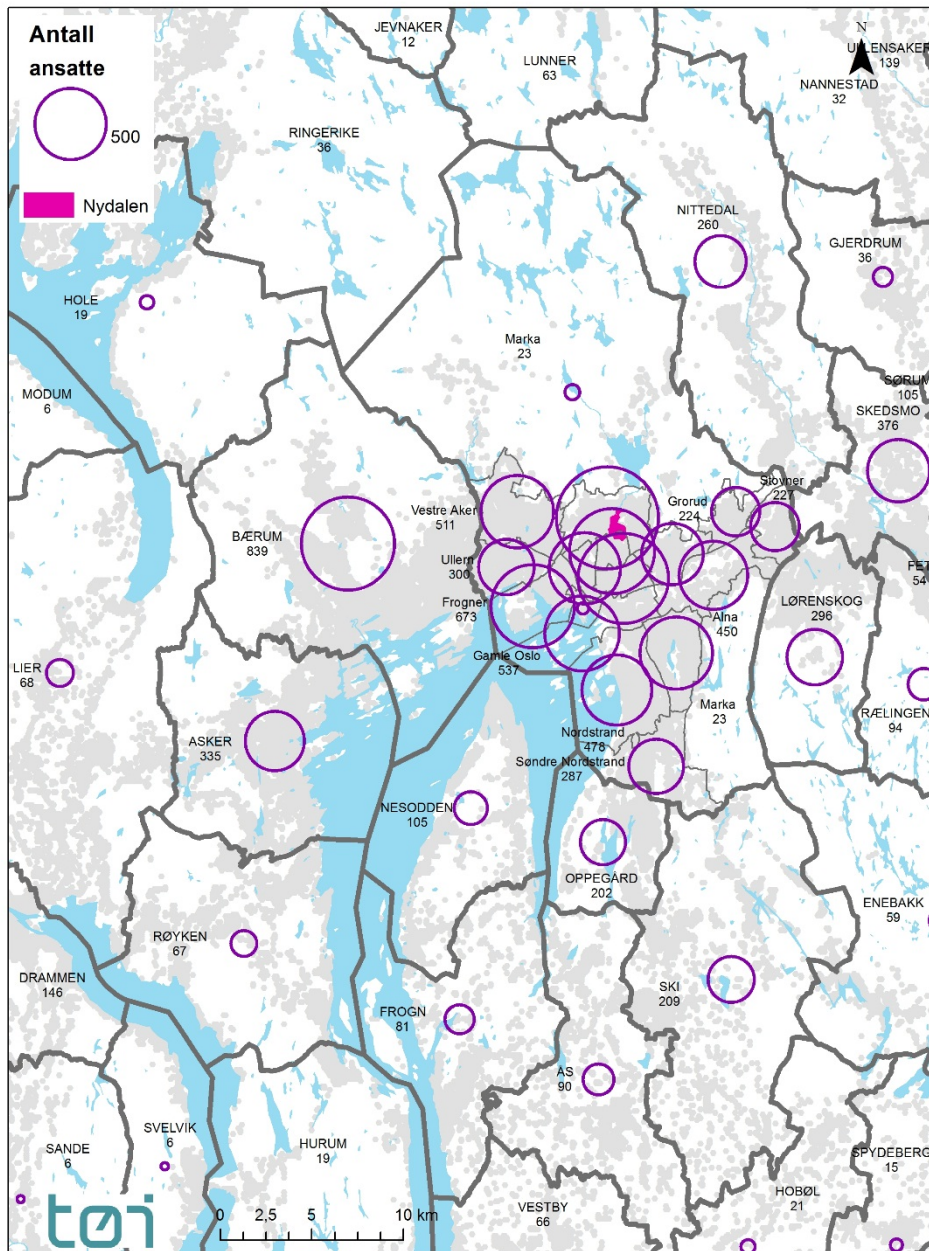 Antall
ansatte
500
Nydalen
JEVNAKER
12
LUNNER
63
N
ULLENSAKER
139
NANNESTAD
32
RINGERIKE
36
NITTEDAL
260
GJERDRUM
36
HOLE
19
Marka
23
MODUM
6
SØRUM
105
SKEDSMO
376
Stovner
227
Grorud
224
Vestre Aker
511
BÆRUM
839
Ullern
300
FET
54
Frogner
673
LØRENSKOG
296
Alna
450
Gamle Oslo
537
LIER
68
Marka
23
RÆLINGEN
94
Nordstrand
478
ASKER
335
Søndre Nordstrand
287
NESODDEN
105
OPPEGÅRD
202
ENEBAKK
59
RØYKEN
67
DRAMMEN
146
SKI
209
FROGN
81
ÅS
90
SVELVIK
6
SANDE
6
HURUM
19
SPYDEBERG
15
HOBØL
21
VESTBY
66
tøi
0 2,5 5 10 km